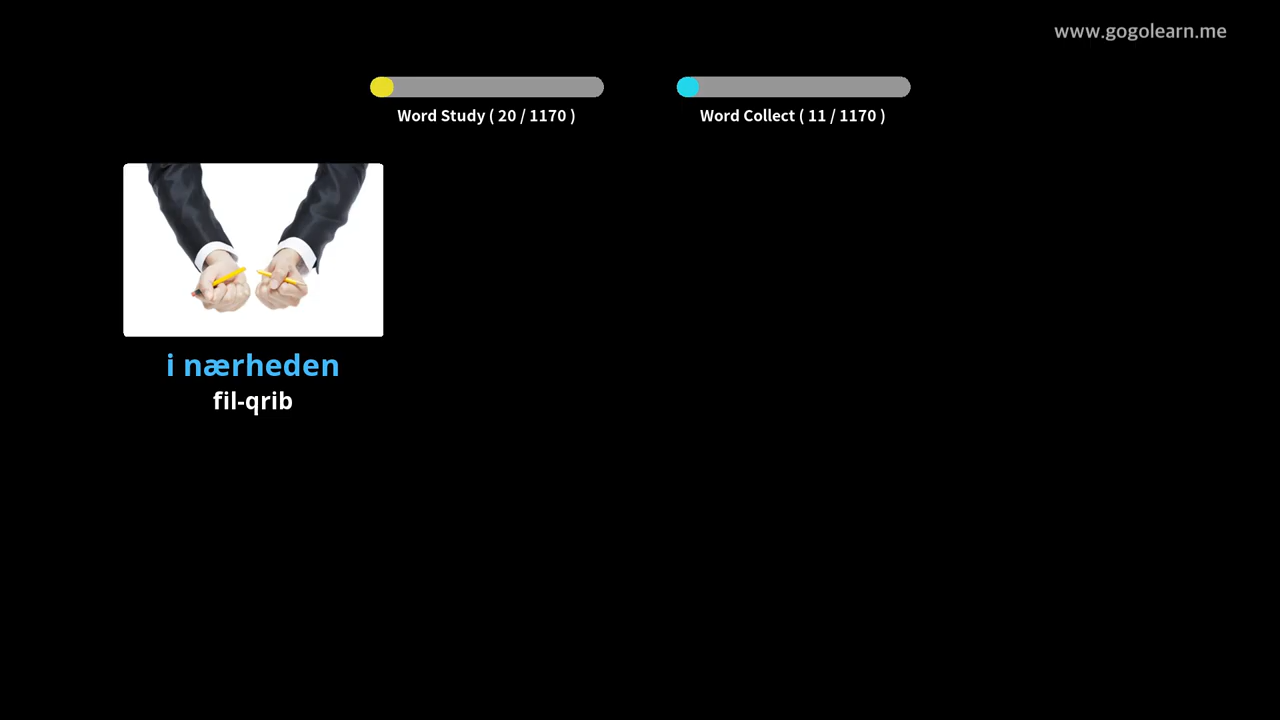 www.gogolearn.me
Word Study ( 20 / 1170 )
Word Collect ( 11 / 1170 )
i nærheden
fil-qrib